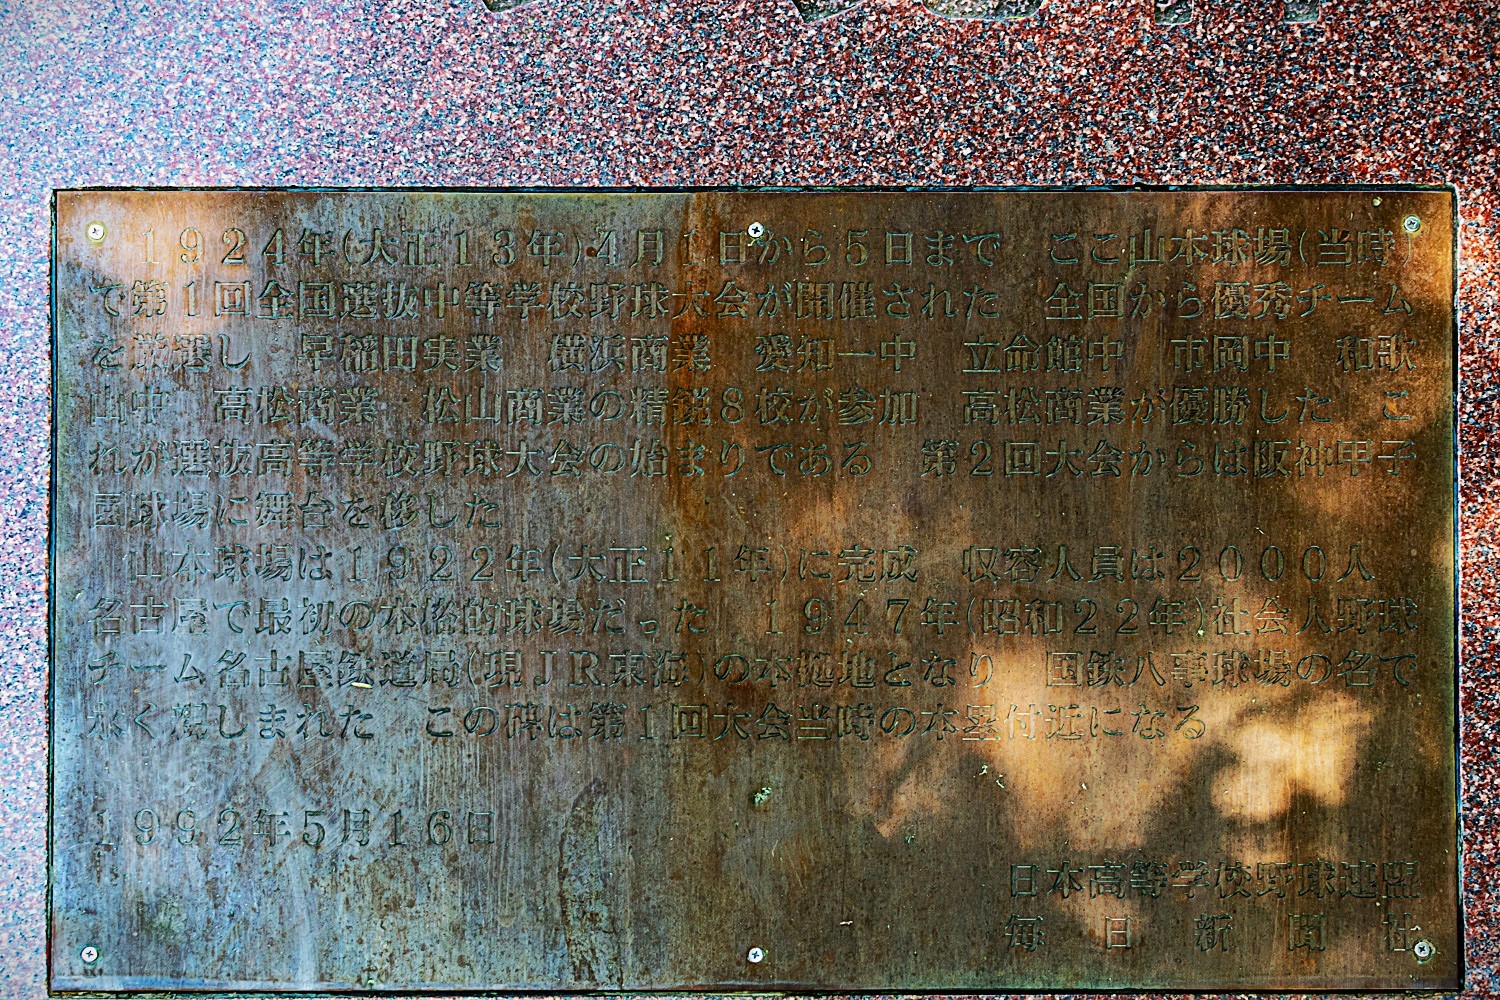 １９２４年(大正１３年)４月１日から５日まで　ここ山本球場(当時)
で第１回全国選抜中等学校野球大会が開催された　全国から優秀チーム
を厳選し　早稲田実業　横浜商業　愛知一中　立命館中　市岡中　和歌
山中　高松商業　松山商業の精鋭８校が参加　高松商業が優勝した　こ
れが選抜高等学校野球大会の始まりである　第２回大会からは阪神甲子
園球場に舞台を移した
　山本球場は１９２２年(大正１１年)に完成　収容人員は２０００人
名古屋で最初の本格的球場だった　１９４７年(昭和２２年)社会人野球
チーム名古屋鉄道局(現ＪＲ東海)の本拠地となり　国鉄八事球場の名で
永く親しまれた　この碑は第１回大会当時の本塁付近になる
１９９２年５月１６日
日本高等学校野球連盟
毎日新聞社